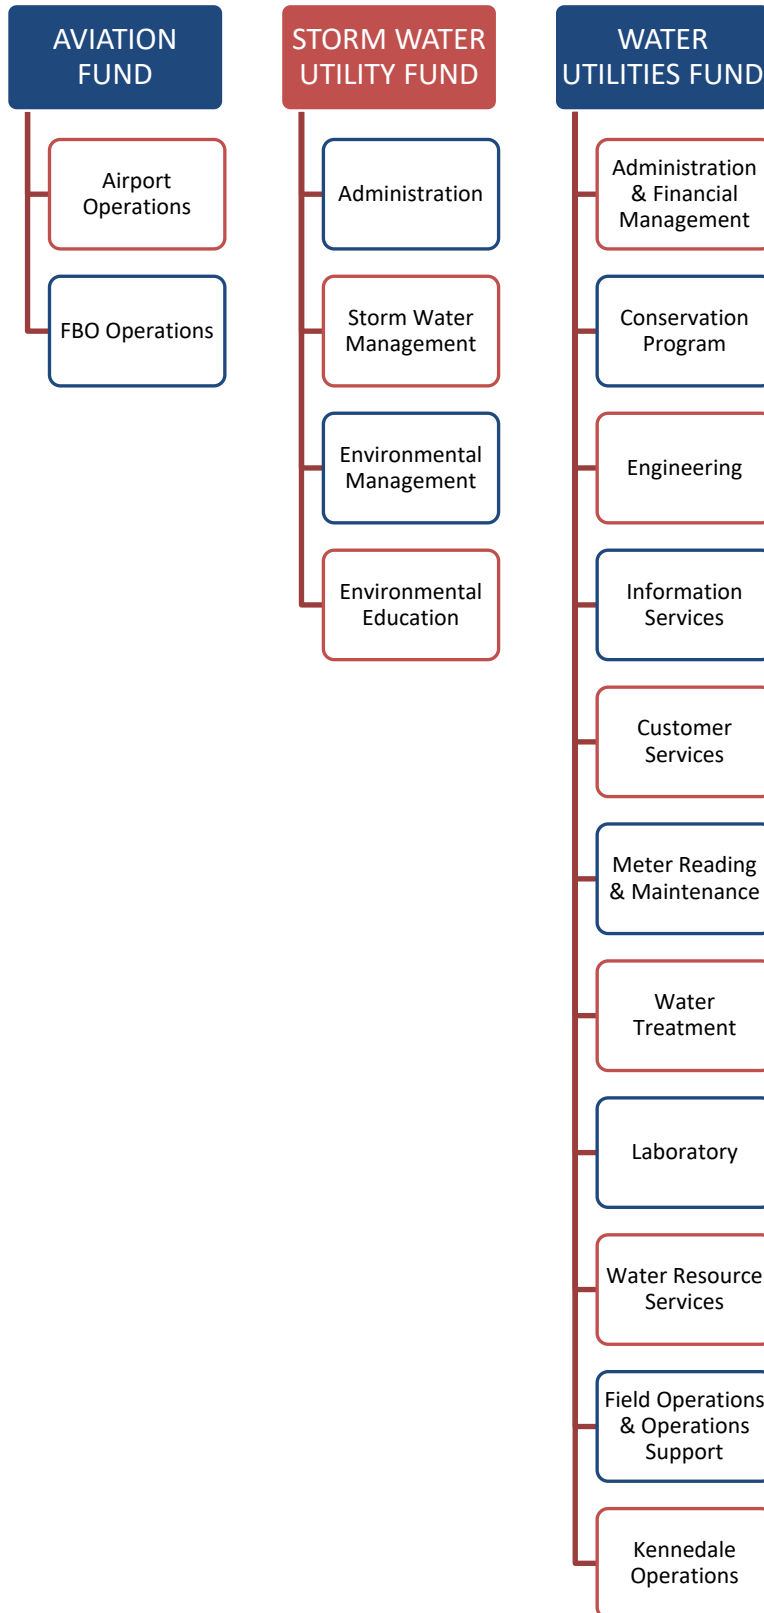 AVIATION
FUND
Airport
Operations
FBO Operations
STORM WATER
UTILITY FUND
Administration
Storm Water
Management
Environmental
Management
Environmental
Education
WATER
UTILITIES FUND
Administration
& Financial
Management
Conservation
Program
Engineering
Information
Services
Customer
Services
Meter Reading
& Maintenance
Water
Treatment
Laboratory
Water Resource
Services
Field Operations
& Operations
Support
Kennedale
Operations